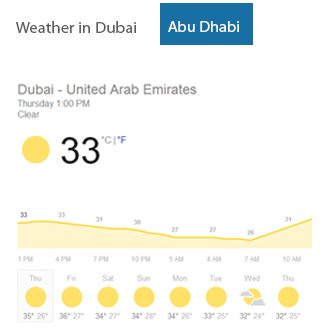 Weather in Dubai Abu Dhabi
Dubai - United Arab Emirates
Thursday 1:00 PM
Clear
33 °C | °F
33 33 31 30 27 27 26 31
1 PM 4 PM 7 PM 10 PM 1 AM 4 AM 7 AM 10 AM
Thu Fri Sat Sun Mon Tue Wed Thu
35° 26° 36° 27° 34° 27° 34° 28° 34° 26° 33° 25° 32° 24° 32° 25°